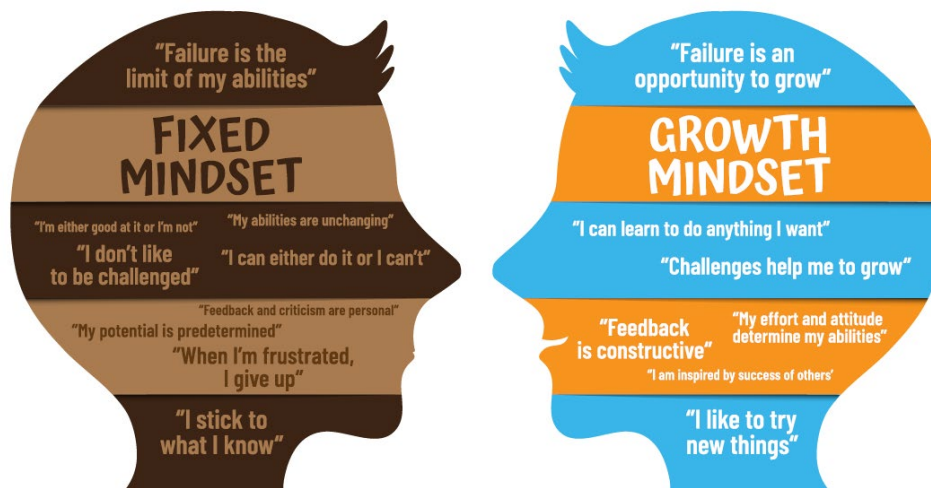 "Failure is the
limit of my abilities"
FIXED
MINDSET
"I'm either good at it or I'm not"
"My abilities are unchanging"
"I don't like
to be challenged"
"I can either do it or I can't"
"Feedback and criticism are personal"
"My potential is predetermined"
"When I'm frustrated,
I give up"
"I stick to
what I know"
"Failure is an
opportunity to grow"
GROWTH
MINDSET
"I can learn to do anything I want"
"Challenges help me to grow"
"Feedback
is constructive"
"My effort and attitude
determine my abilities"
"I am inspired by success of others'
"I like to try
new things"